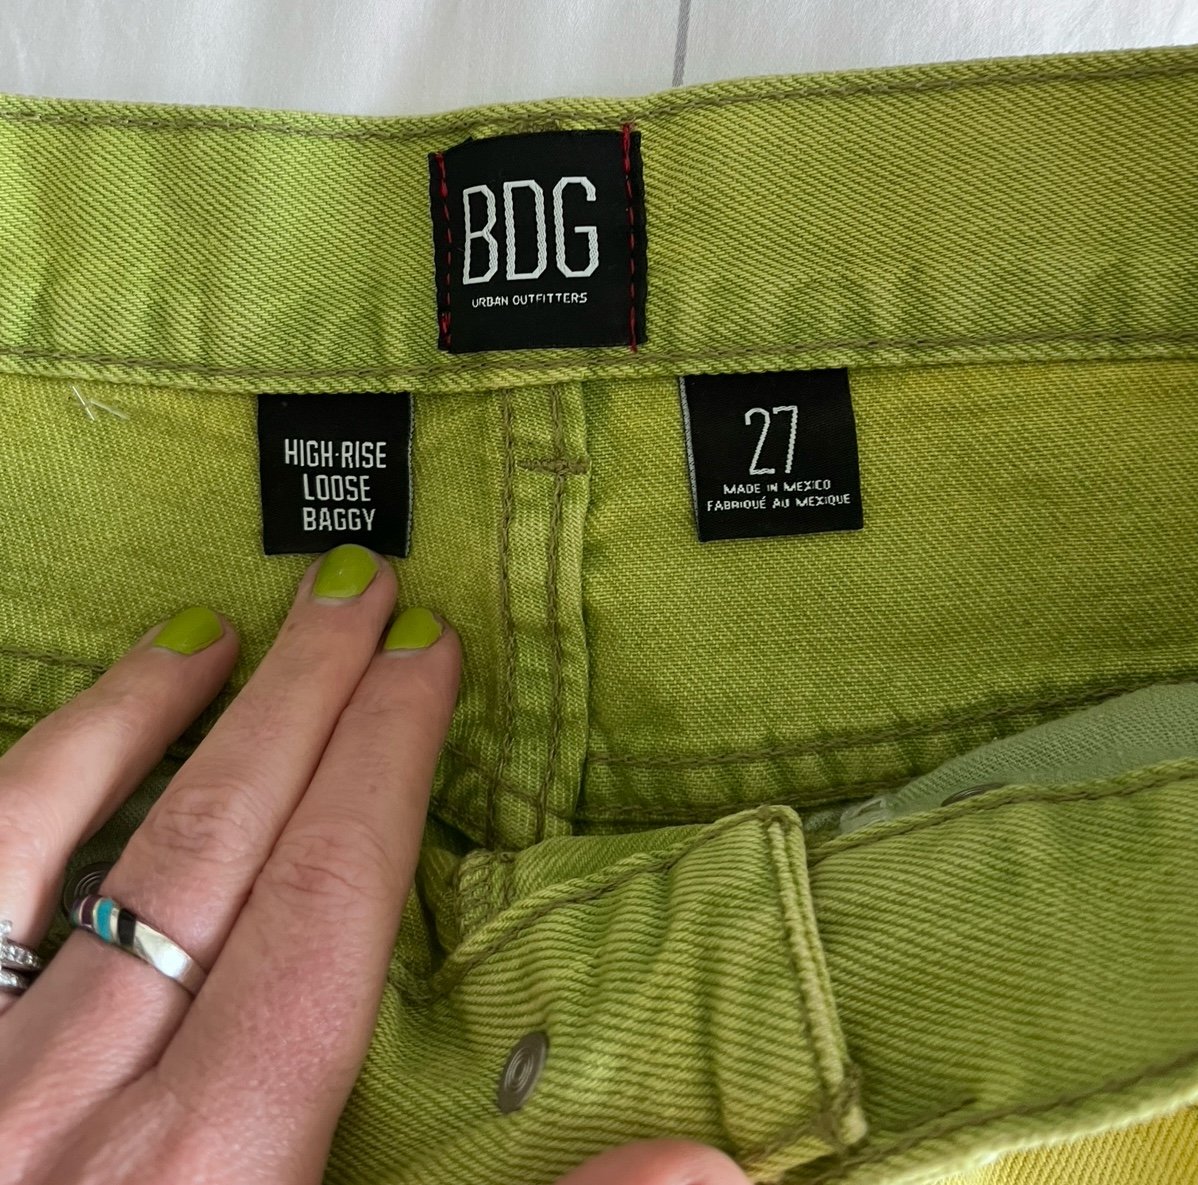 BDG
URBAN OUTFITTERS
HIGH-RISE
LOOSE
BAGGY
27
MADE IN MEXICO
FABRIQUÉ AU MEXIQUE